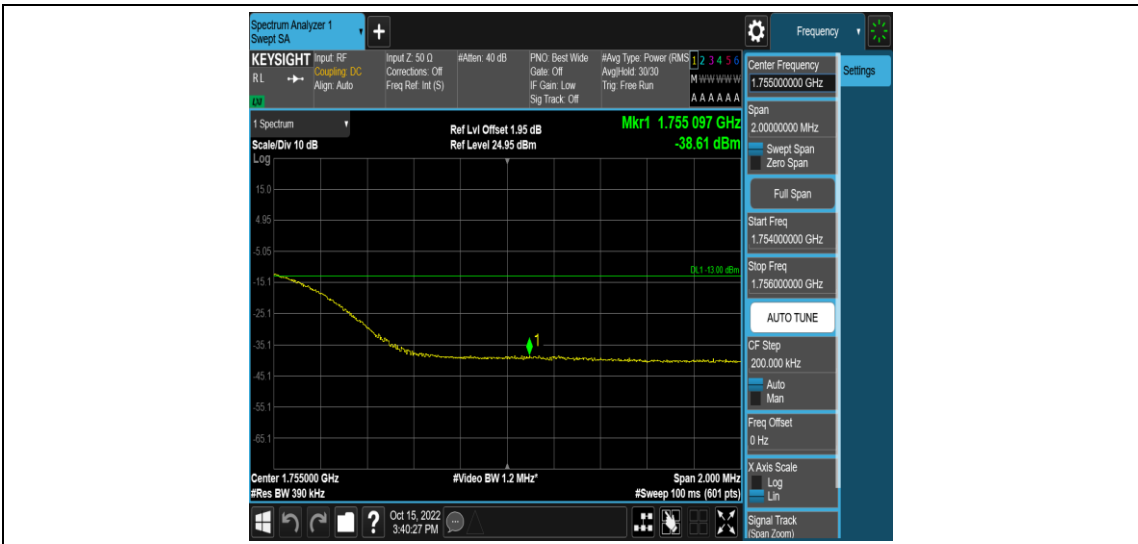 Spectrum Analyzer 1
Swept SA
+
Frequency
KEYSIGHT
RL
LXI
Input: RF
Coupling: DC
Align: Auto
Input Z: 50 Ω
Corrections: Off
Freq Ref: Int (S)
#Atten: 40 dB
PNO: Best Wide
Gate: Off
IF Gain: Low
Sig Track: Off
#Avg Type: Power (RMS
Avg|Hold: 30/30
Trig: Free Run
1 2 3 4 5 6
M W W W W W
A A A A A A
Center Frequency
1.755000000 GHz
Settings
Span
2.00000000 MHz
Swept Span
Zero Span
Full Span
Start Freq
1.754000000 GHz
Stop Freq
1.756000000 GHz
AUTO TUNE
CF Step
200.000 kHz
Auto
Man
Freq Offset
0 Hz
X Axis Scale
Log
Lin
Signal Track
(Span Zoom)
1 Spectrum
Scale/Div 10 dB
Log
Ref Lvl Offset 1.95 dB
Ref Level 24.95 dBm
Mkr1 1.755 097 GHz
-38.61 dBm
15.0
4.95
-5.05
DL1 -13.00 dBm
-15.1
-25.1
-35.1
1
-45.1
-55.1
-65.1
Center 1.755000 GHz
#Res BW 390 kHz
#Video BW 1.2 MHz*
Span 2.000 MHz
#Sweep 100 ms (601 pts)
?
Oct 15, 2022
3:40:27 PM